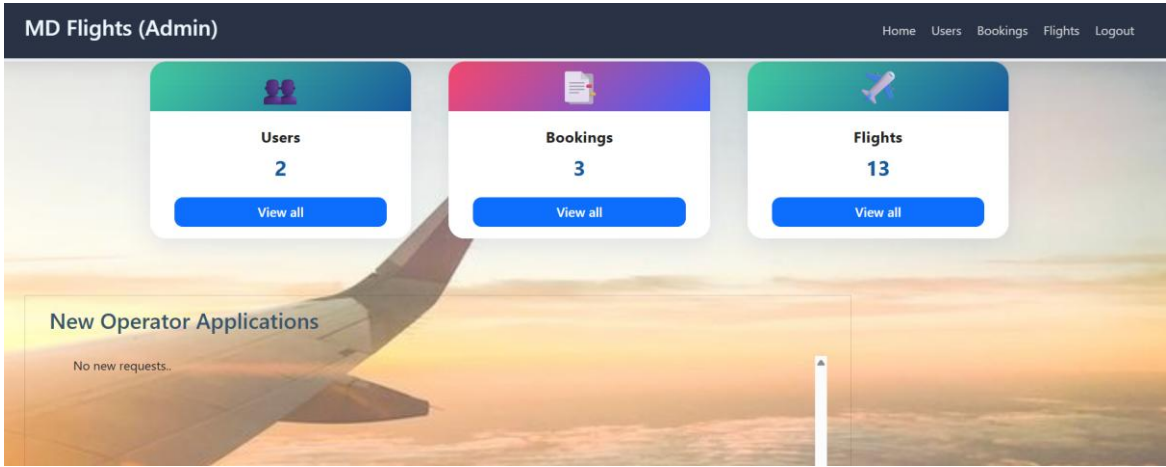 MD Flights (Admin)
Home Users Bookings Flights Logout
Users
2
View all
Bookings
3
View all
Flights
13
View all
New Operator Applications
No new requests..